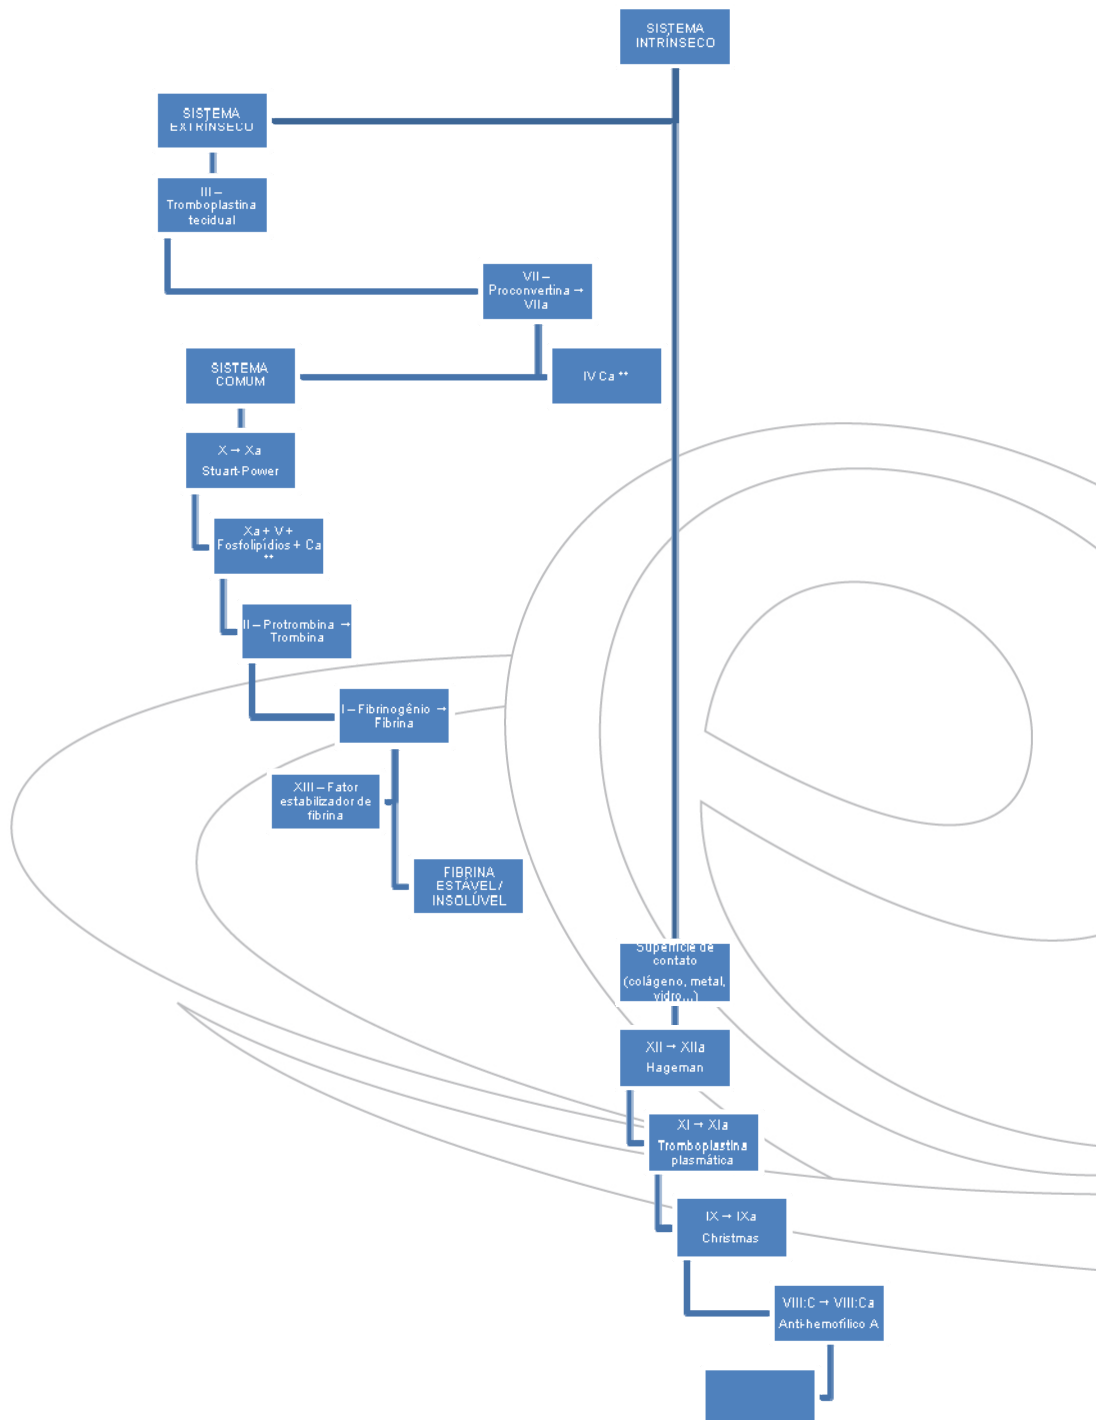 SISTEMA
INTRÍNSECO
SISTEMA
EXTRÍNSECO
III –
Tromboplastina
tecidual
VII –
Proconvertina →
VIIa
SISTEMA
COMUM
IV Ca ++
X → Xa
Stuart-Power
Xa + V +
Fosfolipídios + Ca
++
II – Protrombina →
Trombina
I – Fibrinogênio →
Fibrina
XIII – Fator
estabilizador de
fibrina
FIBRINA
ESTÁVEL /
INSOLÚVEL
Superfície de
contato
(colágeno, metal,
vidro...)
XII → XIIa
Hageman
XI → XIa
Tromboplastina
plasmática
IX → IXa
Christmas
VIII:C → VIII:Ca
Anti-hemofílico A